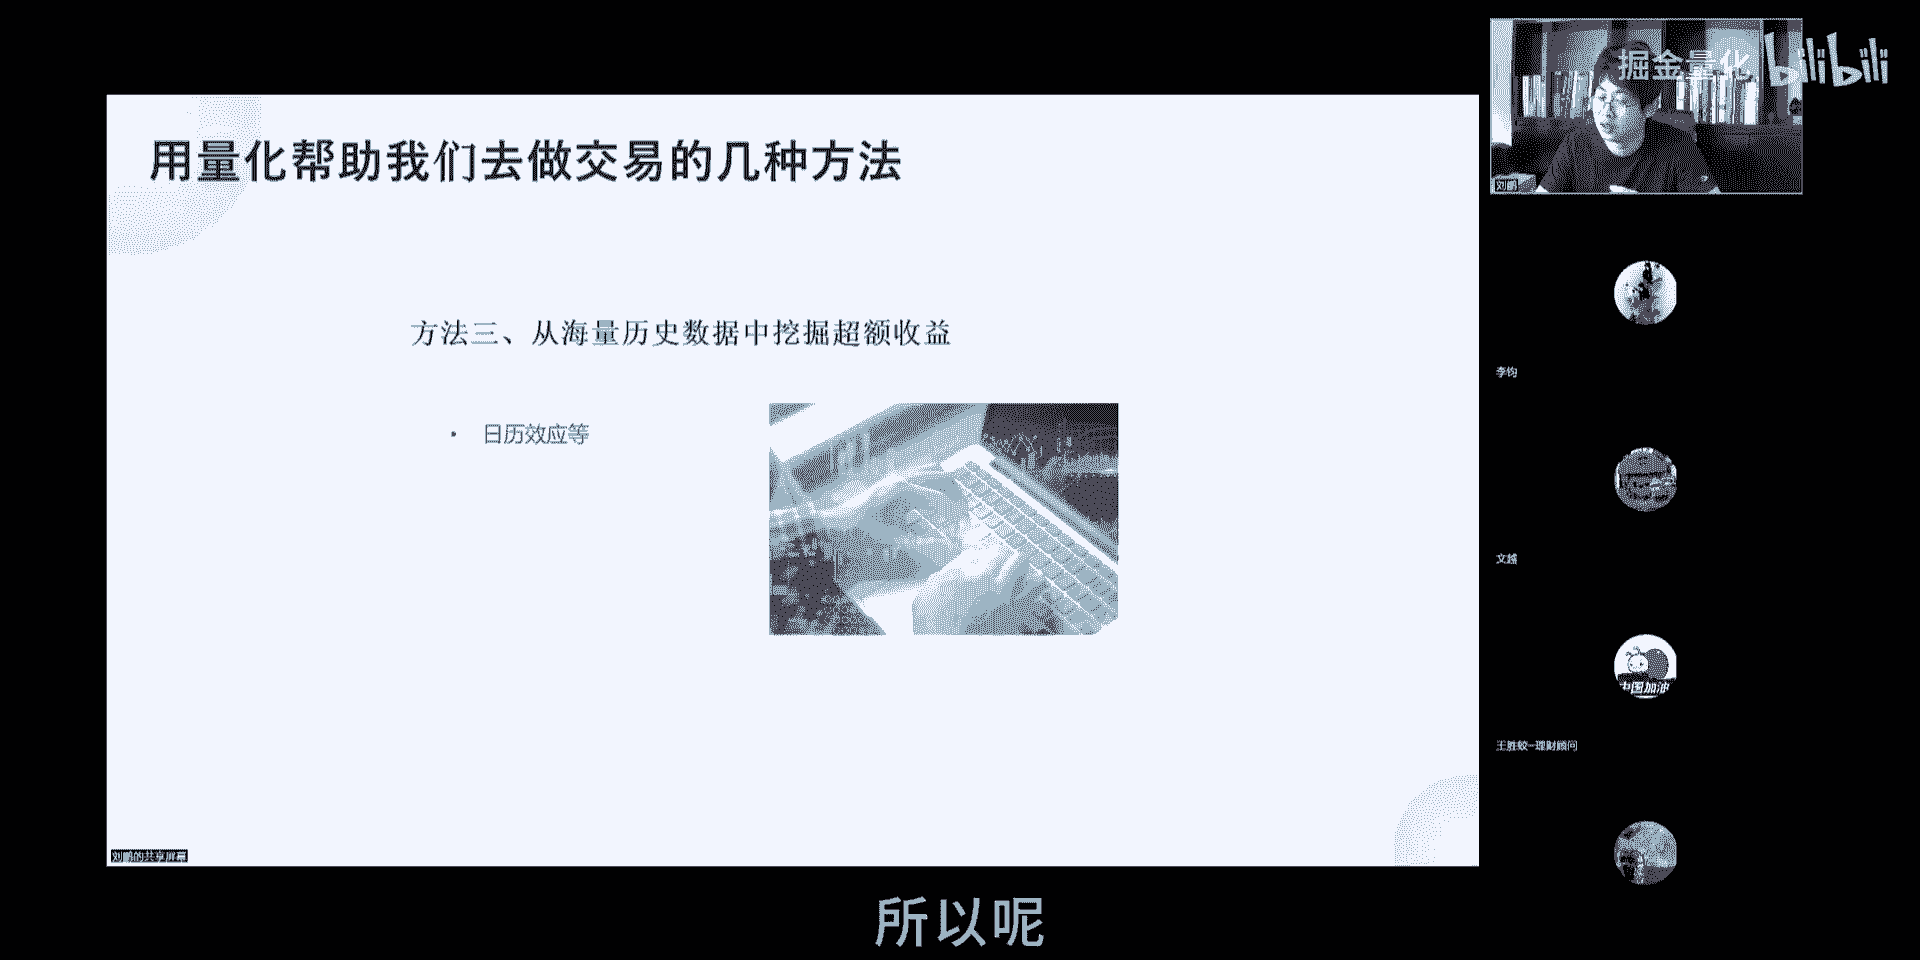 掘金量化 bilibili
用量化帮助我们去做交易的几种方法
刘鹏
方法三、从海量历史数据中挖掘超额收益
李钧
• 日历效应等
文越
中国加油
王胜蛟-理财顾问
刘鹏的共享屏幕
所以呢